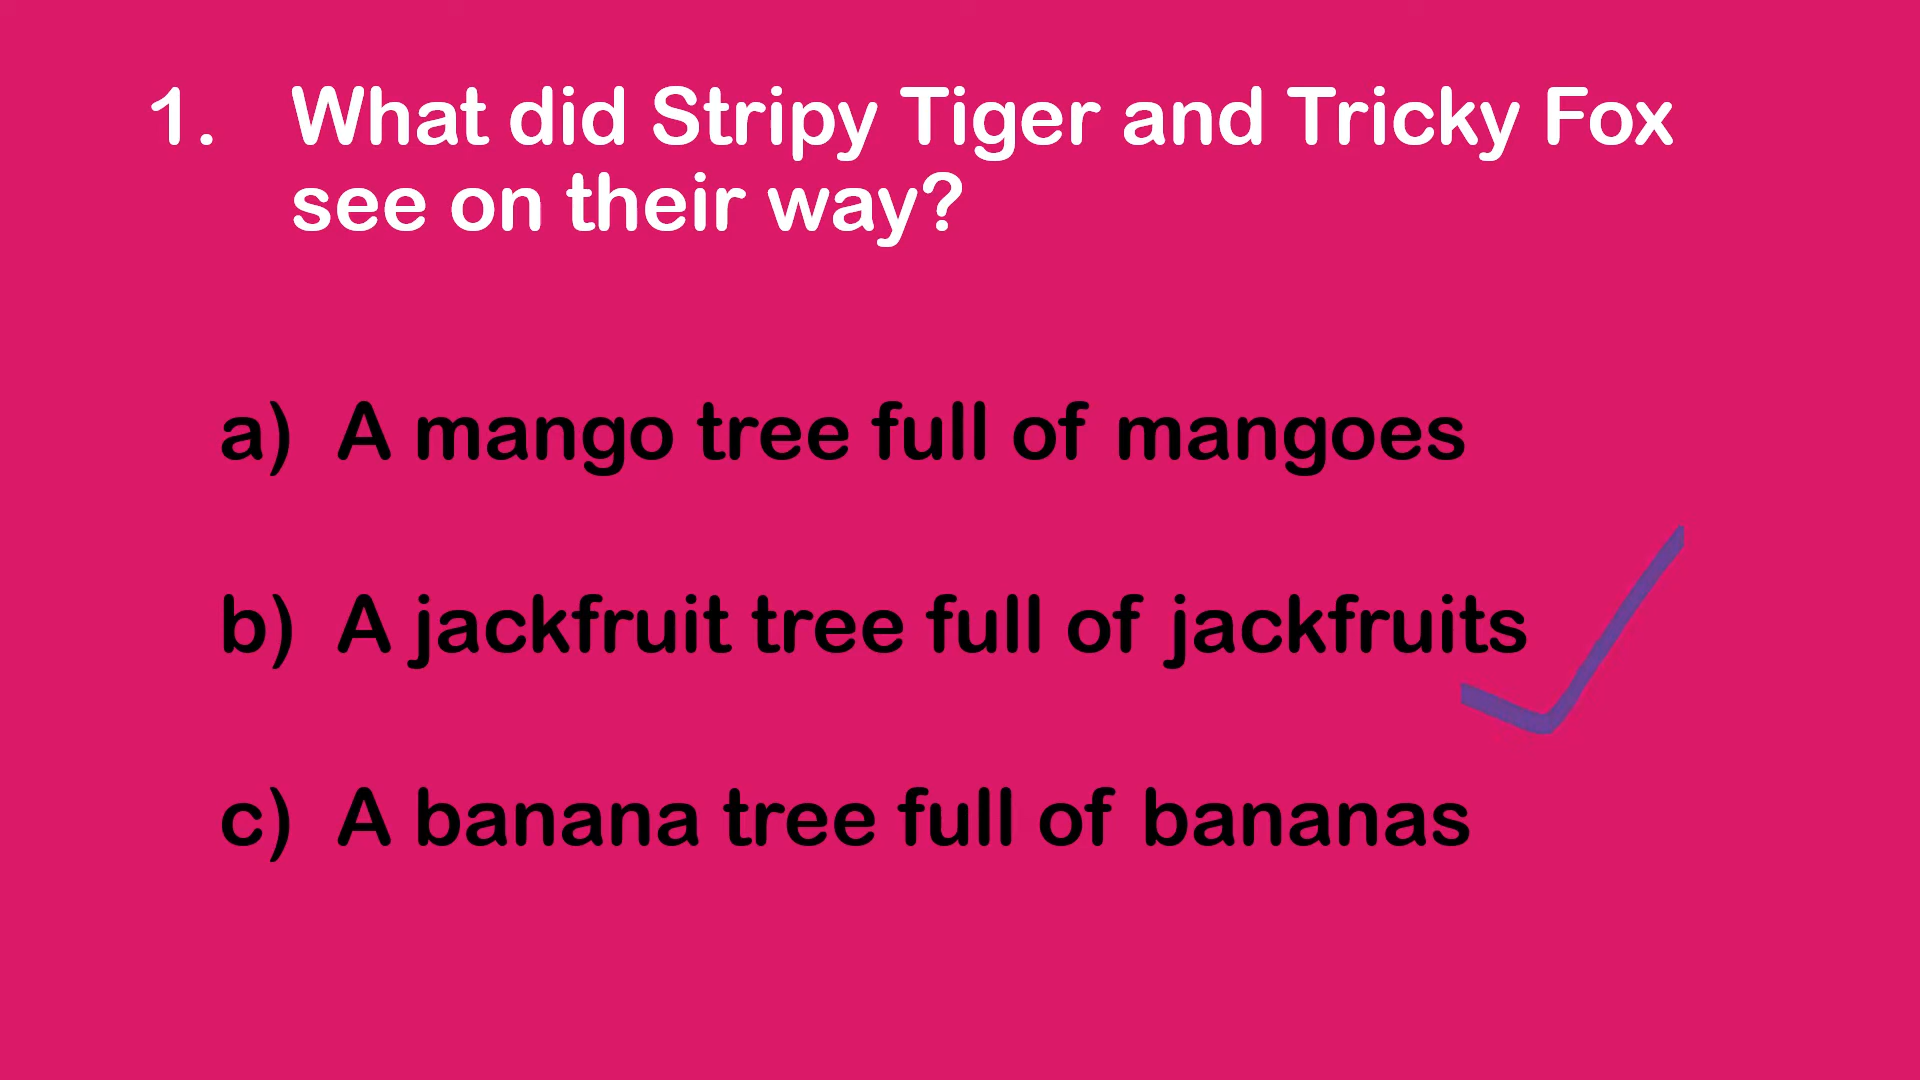 1. What did Stripy Tiger and Tricky Fox
see on their way?
a) A mango tree full of mangoes
b) A jackfruit tree full of jackfruits
c) A banana tree full of bananas